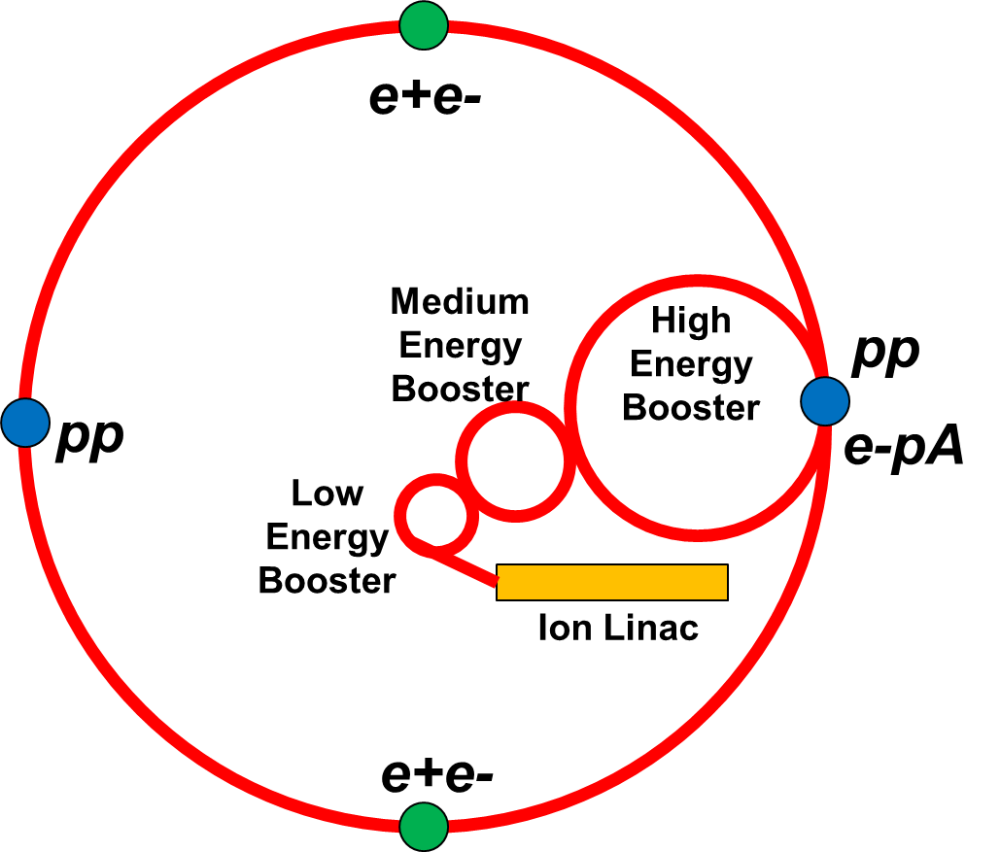 e+e-
Medium
Energy
Booster
High
Energy
Booster
pp
e-pA
pp
Low
Energy
Booster
Ion Linac
e+e-